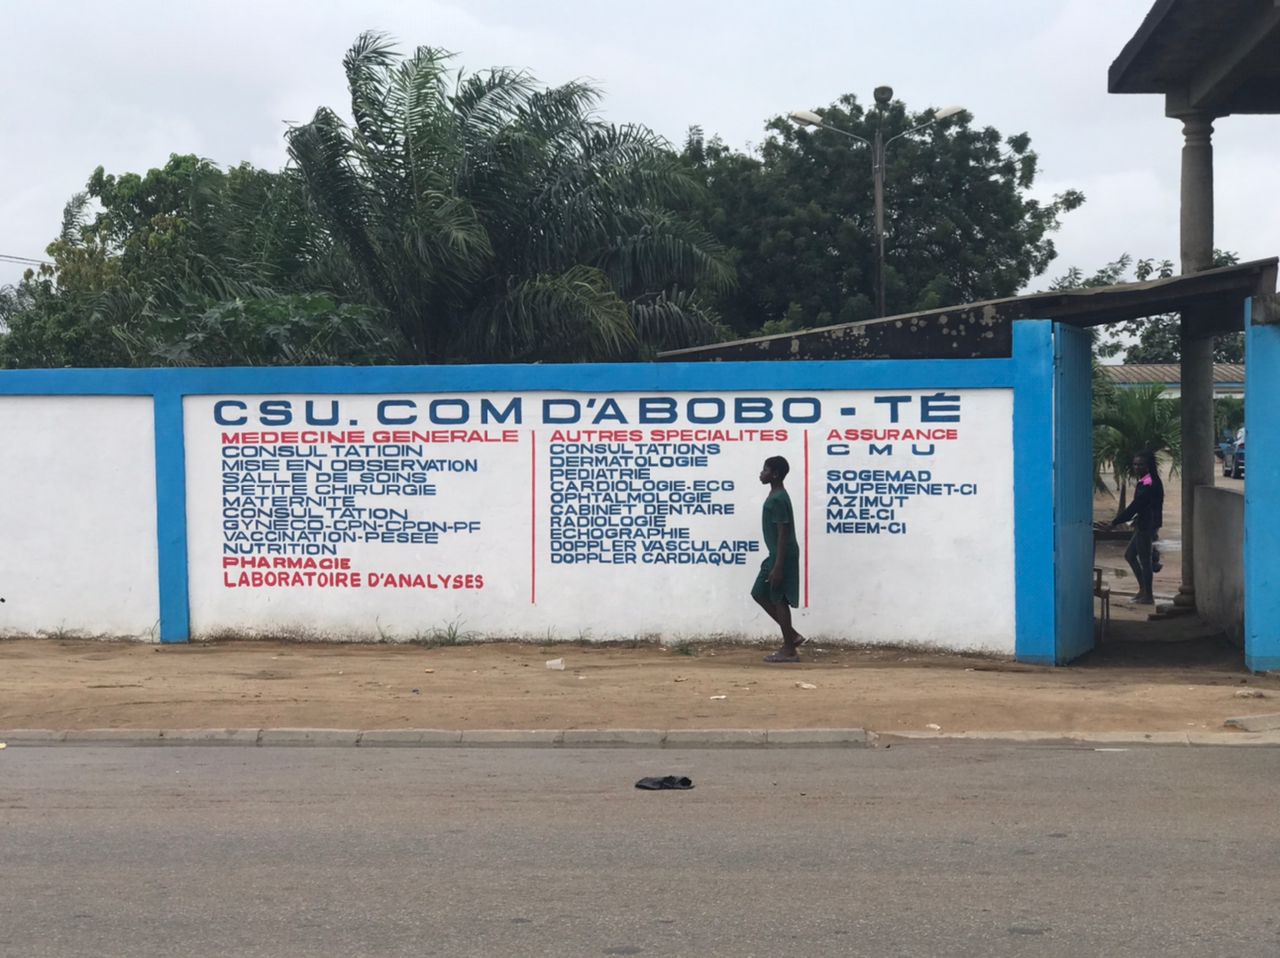 CSU. COM D'ABOBO - TÉ
MEDECINE GENERALE
CONSULTATIOIN
MISE EN OBSERVATION
SALLE DE SOINS
PETIT CHIRURGIE
MATERNITE
CONSULTATION
GYNECO-CPN-CPON-PF
VACCINATION-PESEE
NUTRITION
PHARMACIE
LABORATOIRE D'ANALYSES
AUTRES SPECIALITES
CONSULTATIONS
DERMATOLOGIE
PEDIATRIE
CARDIOLOGIE-ECG
OPHTALMOLOGIE
CABINET DENTAIRE
RADIOLOGIE
ECHOGRAPHIE
DOPPLER VASCULAIRE
DOPPLER CARDIAQUE
ASSURANCE
C M U
SOGEMAD
MUPEMENET-CI
AZIMUT
MAE-CI
MEEM-CI